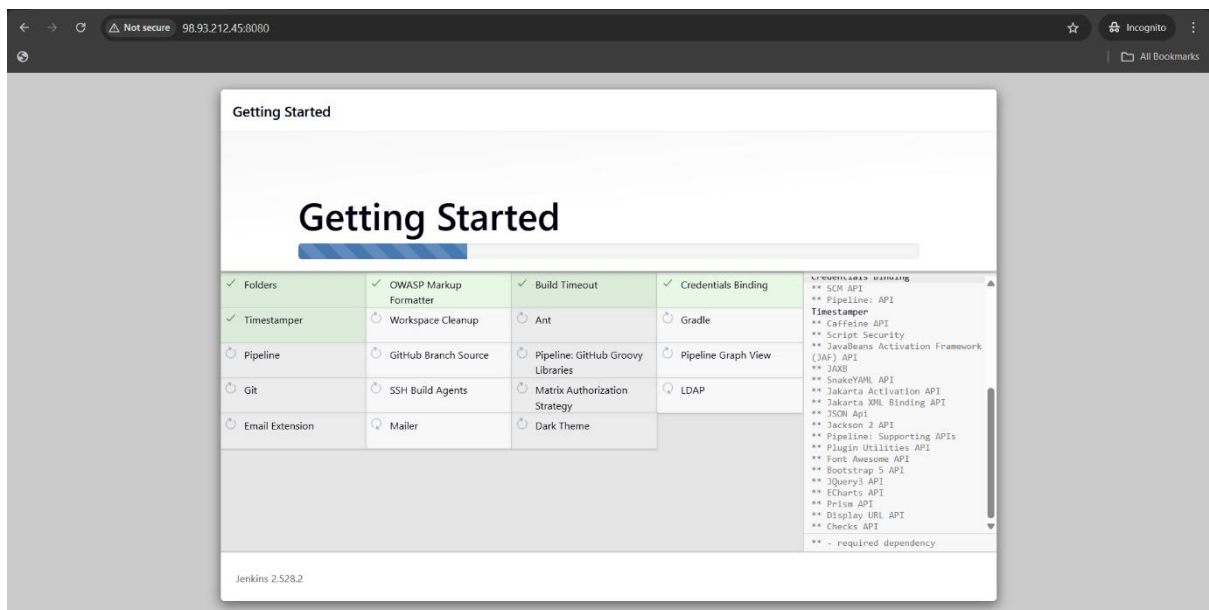 Not secure 98.93.212.45:8080
Incognito
All Bookmarks
Getting Started
Getting Started
✓ Folders
✓ OWASP Markup
Formatter
✓ Build Timeout
✓ Credentials Binding
✓ Timestamper
Workspace Cleanup
Ant
Gradle
Pipeline
GitHub Branch Source
Pipeline: GitHub Groovy
Libraries
Pipeline Graph View
Git
SSH Build Agents
Matrix Authorization
Strategy
LDAP
Email Extension
Mailer
Dark Theme
Credentials Binding
** SCM API
** Pipeline: API
Timestamper
** Caffeine API
** Script Security
** JavaBeans Activation Framework
(JAF) API
** JAXB
** SnakeYAML API
** Jakarta Activation API
** Jakarta XML Binding API
** JSON Api
** Jackson 2 API
** Pipeline: Supporting APIs
** Plugin Utilities API
** Font Awesome API
** Bootstrap 5 API
** JQuery3 API
** ECharts API
** Prism API
** Display URL API
** Checks API
** - required dependency
Jenkins 2.528.2